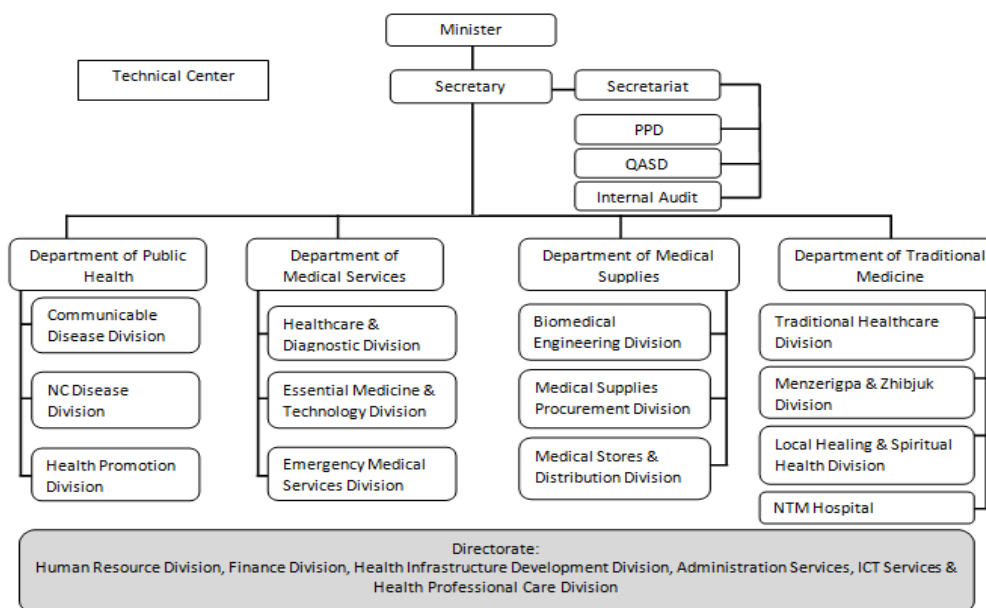 Minister
Technical Center
Secretary
Secretariat
PPD
QASD
Internal Audit
Department of Public
Health
Department of
Medical Services
Department of Medical
Supplies
Department of Traditional
Medicine
Communicable
Disease Division
NC Disease
Division
Health Promotion
Division
Healthcare &
Diagnostic Division
Essential Medicine &
Technology Division
Emergency Medical
Services Division
Biomedical
Engineering Division
Medical Supplies
Procurement Division
Medical Stores &
Distribution Division
Traditional Healthcare
Division
Menzerigpa & Zhibjuk
Division
Local Healing & Spiritual
Health Division
NTM Hospital
Directorate:
Human Resource Division, Finance Division, Health Infrastructure Development Division, Administration Services, ICT Services &
Health Professional Care Division